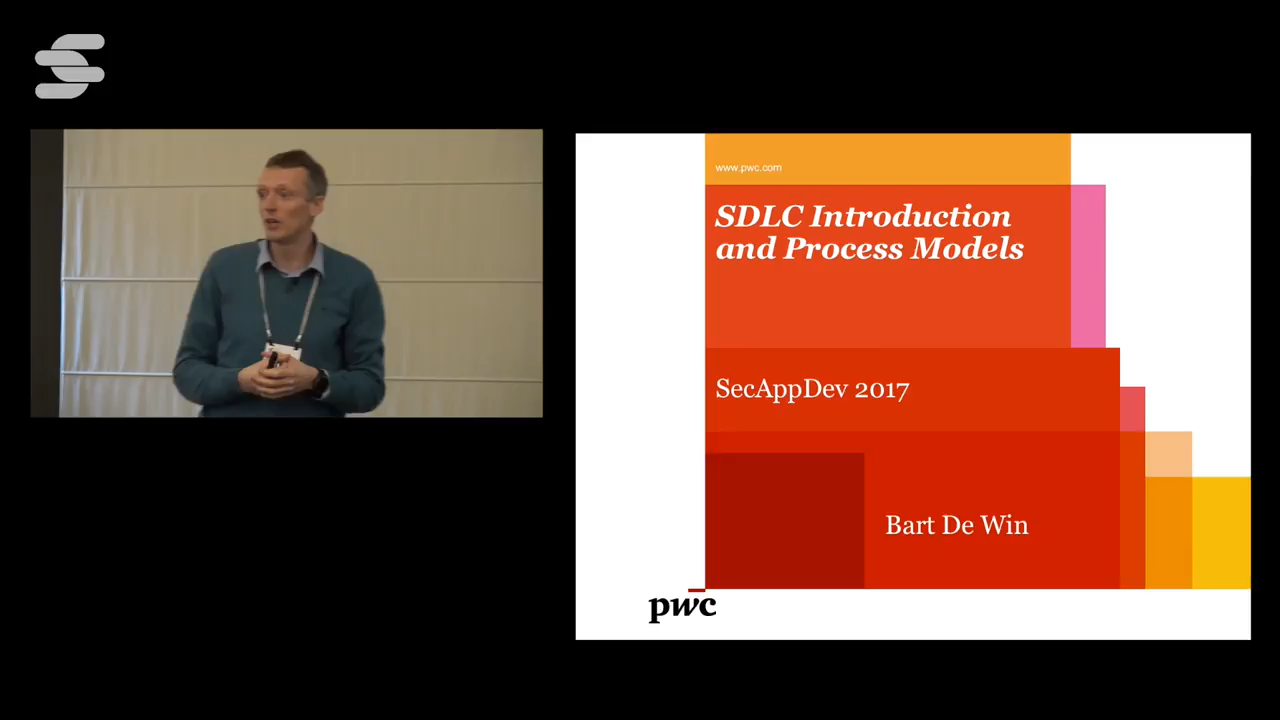 www.pwc.com
SDLC Introduction
and Process Models
SecAppDev 2017
Bart De Win
pwc